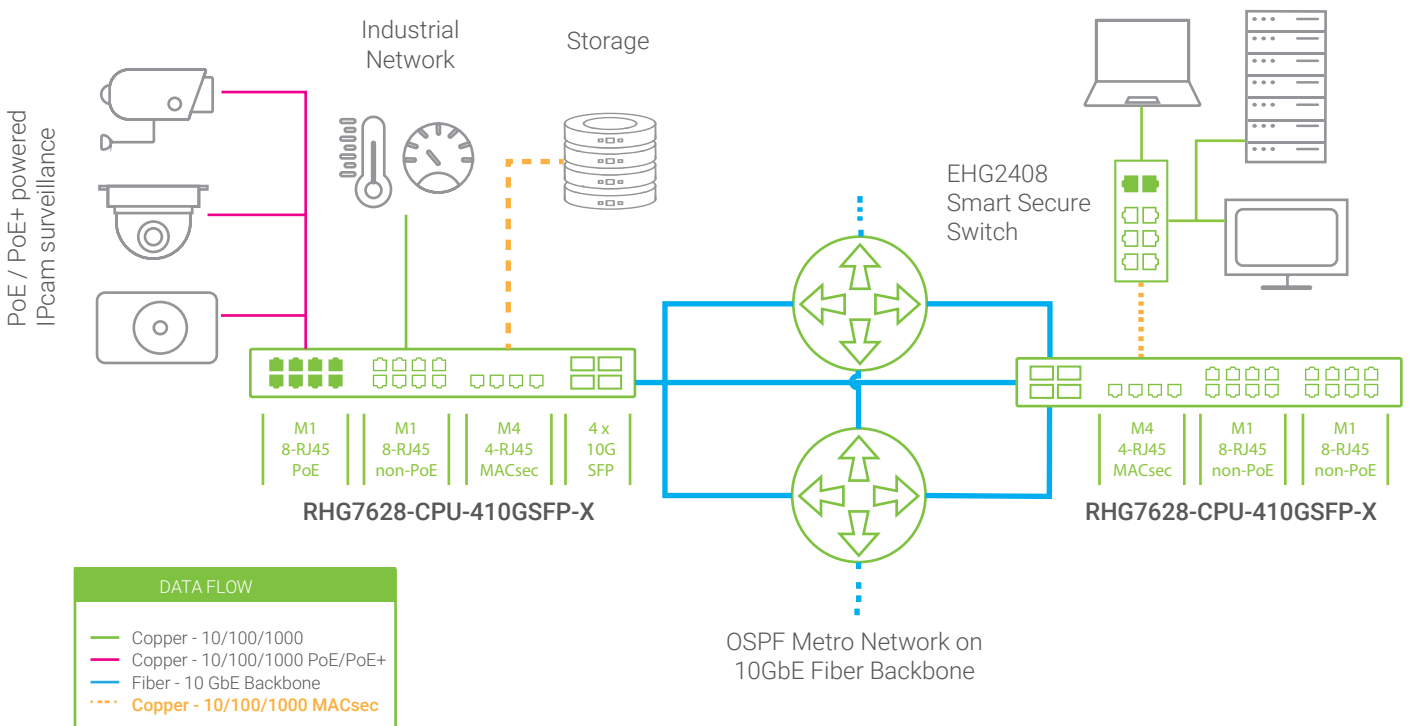 PoE / PoE+ powered
IPcam surveillance
Industrial
Network
Storage
EHG2408
Smart Secure
Switch
M1
8-RJ45
PoE
M1
8-RJ45
non-PoE
M4
4-RJ45
MACsec
4 x
10G
SFP
RHG7628-CPU-410GSFP-X
M4
4-RJ45
MACsec
M1
8-RJ45
non-PoE
M1
8-RJ45
non-PoE
RHG7628-CPU-410GSFP-X
OSPF Metro Network on
10GbE Fiber Backbone
DATA FLOW
Copper - 10/100/1000
Copper - 10/100/1000 PoE/PoE+
Fiber - 10 GbE Backbone
Copper - 10/100/1000 MACsec